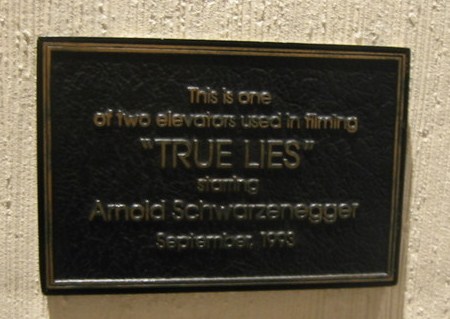 This is one
of two elevators used in filming
"TRUE LIES"
starring
Arnold Schwarzenegger
September, 1993